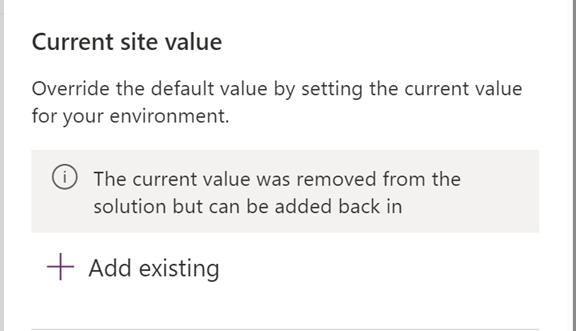 Current site value
Override the default value by setting the current value
for your environment.
The current value was removed from the
solution but can be added back in
Add existing